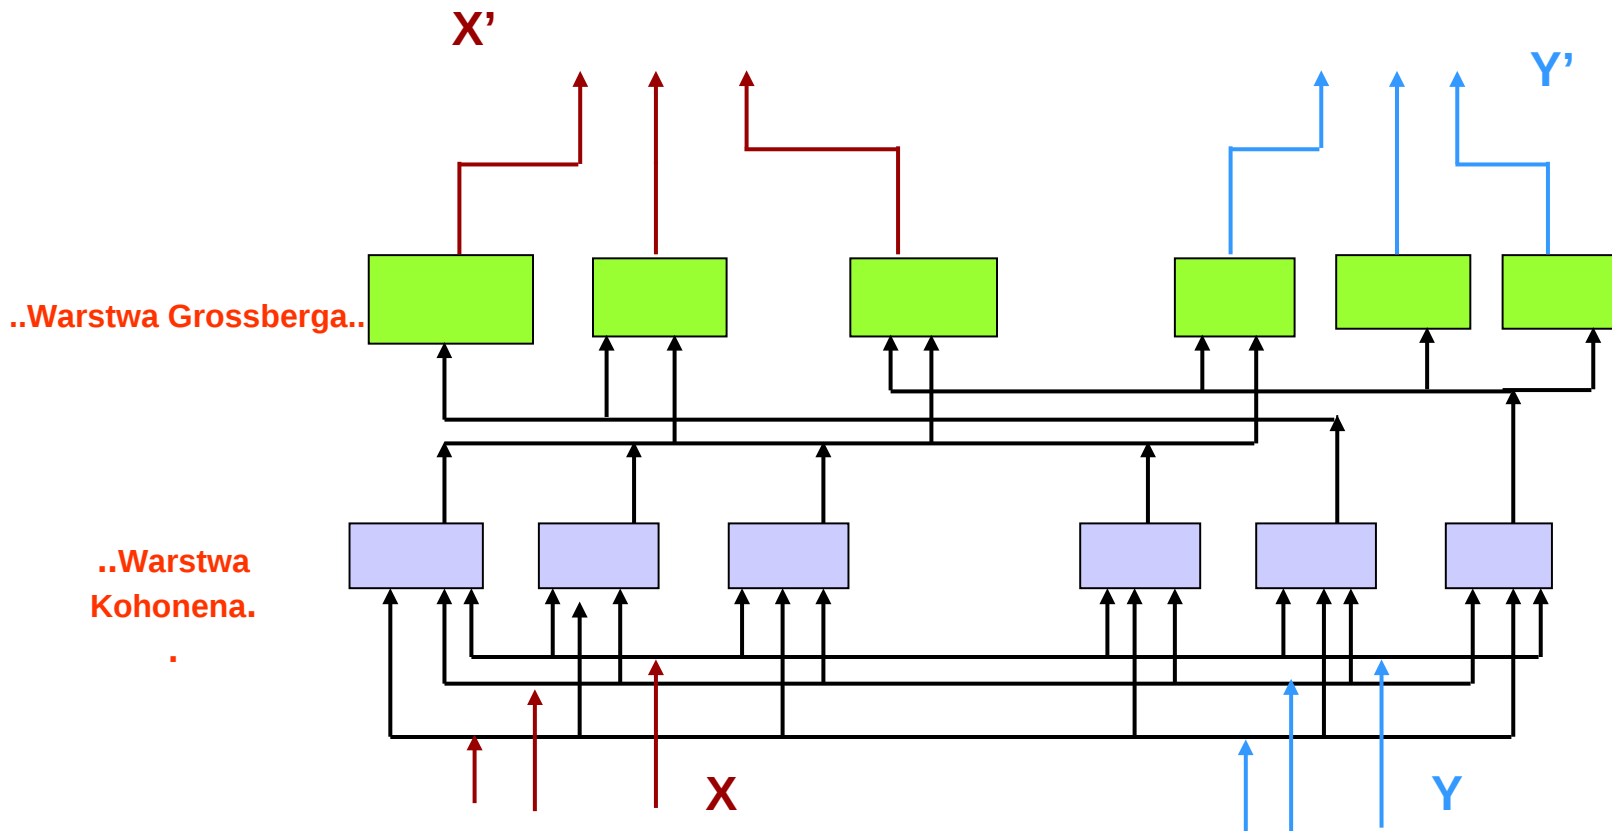 X’
Y’
..Warstwa Grossberga..
..Warstwa
Kohonena.
.
X
Y